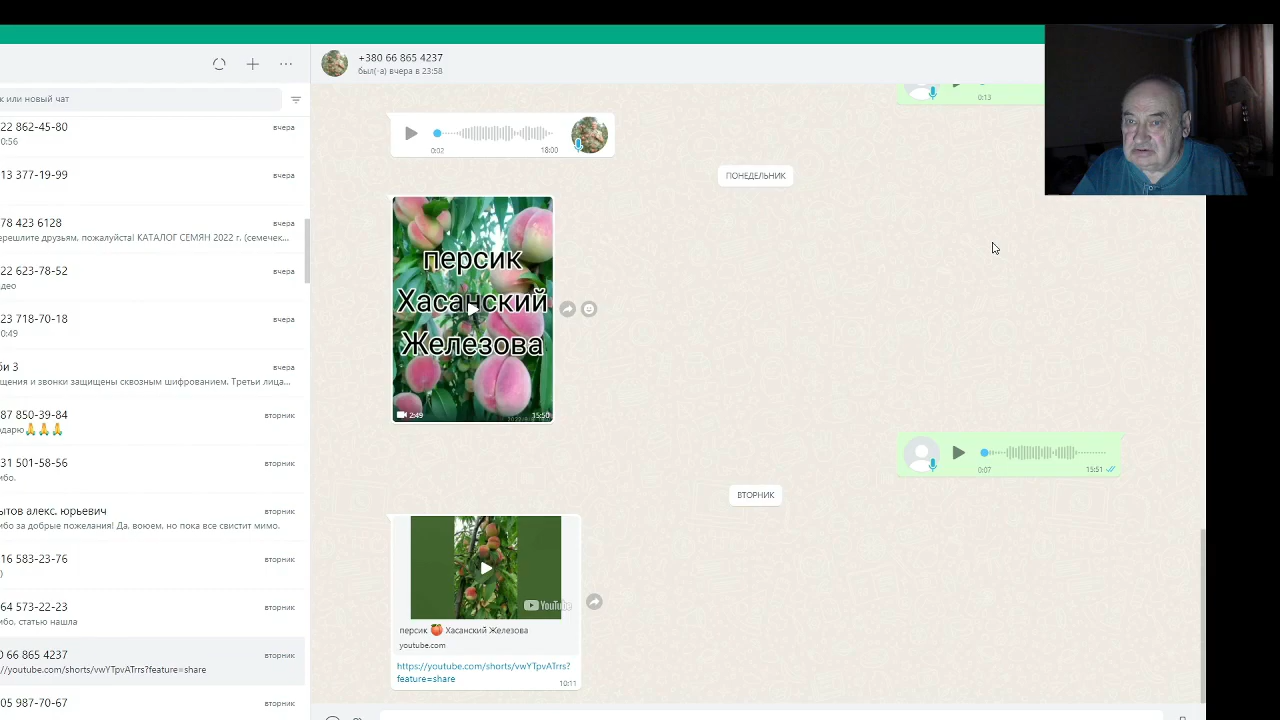 к или новый чат
22 862-45-80
вчера
0:56
13 377-19-99
вчера
78 423 6128
вчера
ерешлите друзьям, пожалуйста! КАТАЛОГ СЕМЯН 2022 г. (семечек...
22 623-78-52
вчера
део
23 718-70-18
вчера
0:49
би 3
вчера
щения и звонки защищены сквозным шифрованием. Третьи лица...
87 850-39-84
вторник
одарю🙏🙏🙏
31 501-58-56
вторник
ибо.
ытов алекс. юрьевич
вторник
ибо за добрые пожелания! Да, воюем, но пока все свистит мимо.
16 583-23-76
вторник
)
64 573-22-23
вторник
ибо, статью нашла
0 66 865 4237
вторник
//youtube.com/shorts/vwYTpvATrrs?feature=share
05 987-70-67
вторник
+380 66 865 4237
был(-а) вчера в 23:58
0:13
0:02
18:00
ПОНЕДЕЛЬНИК
персик
Хасанский
Железова
2:49
15:50
0:07
15:51
ВТОРНИК
YouTube
персик 🍑 Хасанский Железова
youtube.com
https://youtube.com/shorts/vwYTpvATrrs?
feature=share
10:11